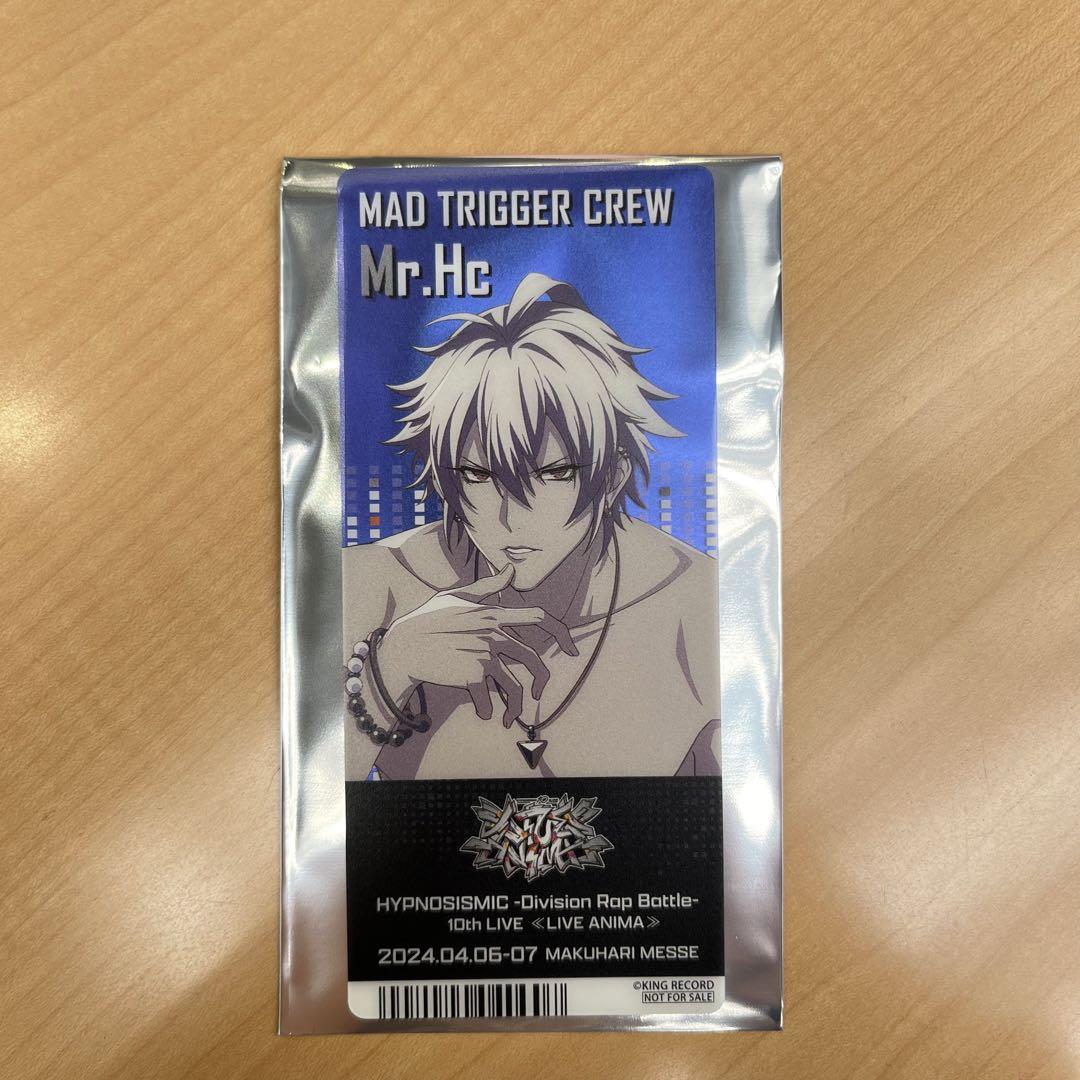 MAD TRIGGER CREW
Mr.Hc
HYPNOSISMIC -Division Rap Battle-
10th LIVE ≪LIVE ANIMA≫
2024.04.06-07 MAKUHARI MESSE
©KING RECORD
NOT FOR SALE